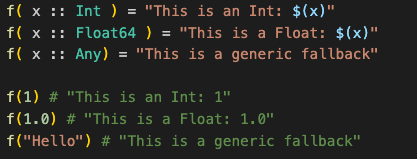 f( x :: Int ) = "This is an Int: $(x)"
f( x :: Float64 ) = "This is a Float: $(x)"
f( x :: Any) = "This is a generic fallback"
f(1) # "This is an Int: 1"
f(1.0) # "This is a Float: 1.0"
f("Hello") # "This is a generic fallback"